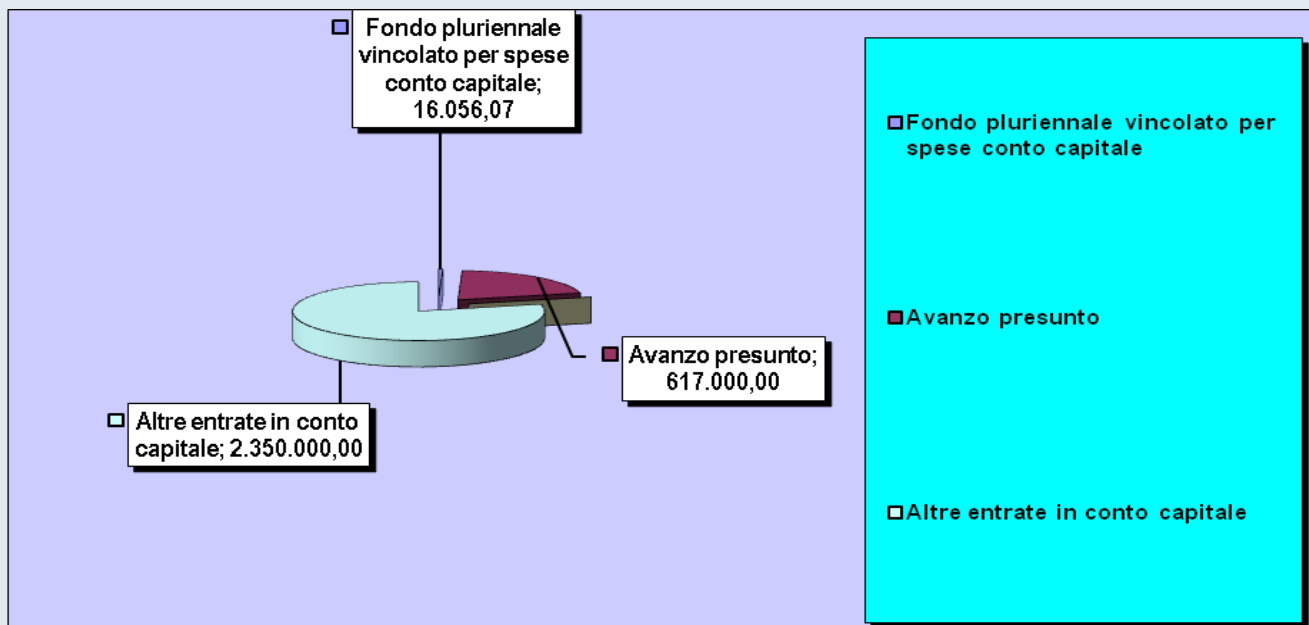 Fondo pluriennale
vincolato per spese
conto capitale;
16.056,07
Avanzo presunto;
617.000,00
Altre entrate in conto
capitale; 2.350.000,00
Fondo pluriennale vincolato per
spese conto capitale
Avanzo presunto
Altre entrate in conto capitale